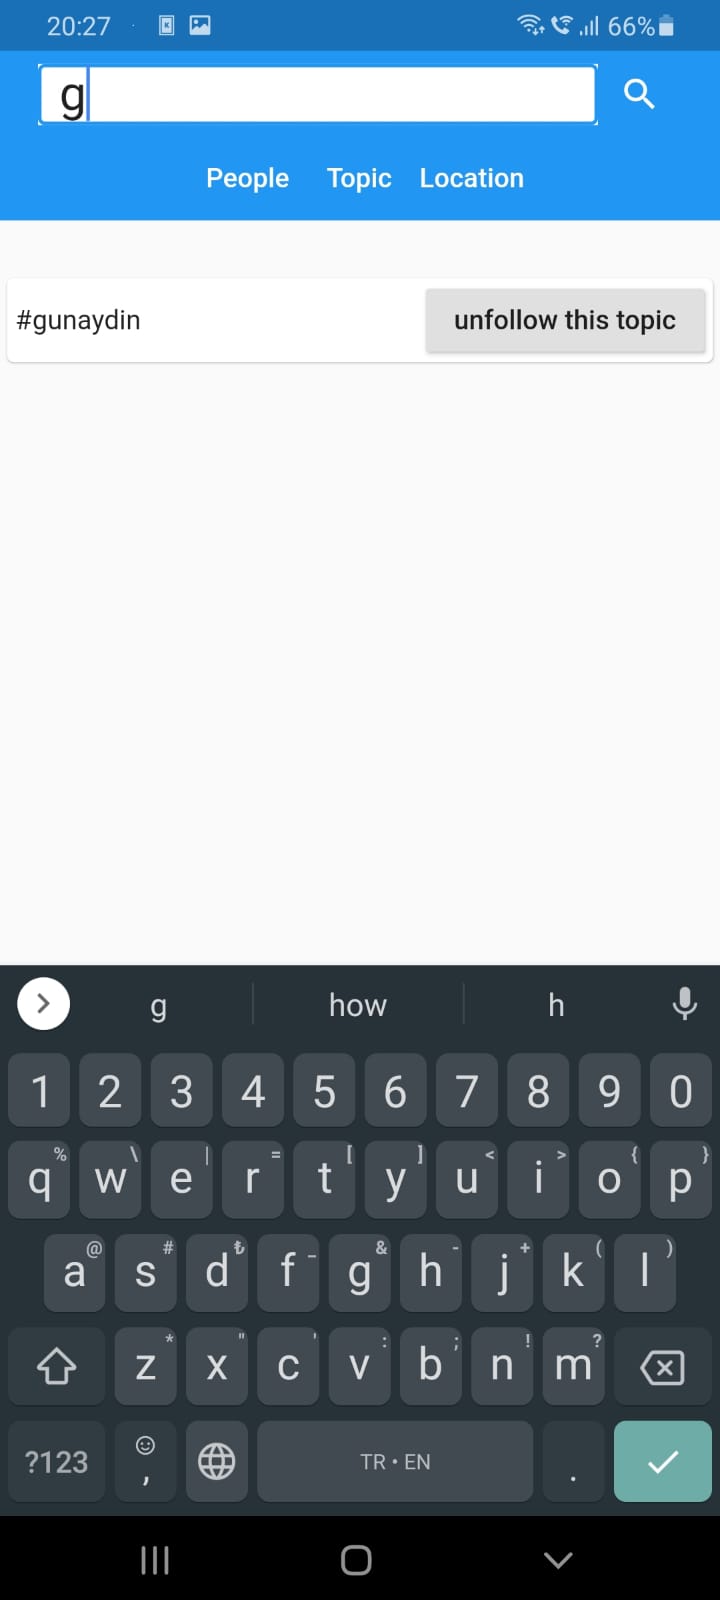 20:27 66%
g
People Topic Location
#gunaydin unfollow this topic
g how h
1 2 3 4 5 6 7 8 9 0
% \ | = [ ] < > { }
q w e r t y u i o p
@ # ₺ _ & - + ( )
a s d f g h j k l
* " ' : ; ! ?
z x c v b n m
?123 , TR • EN .